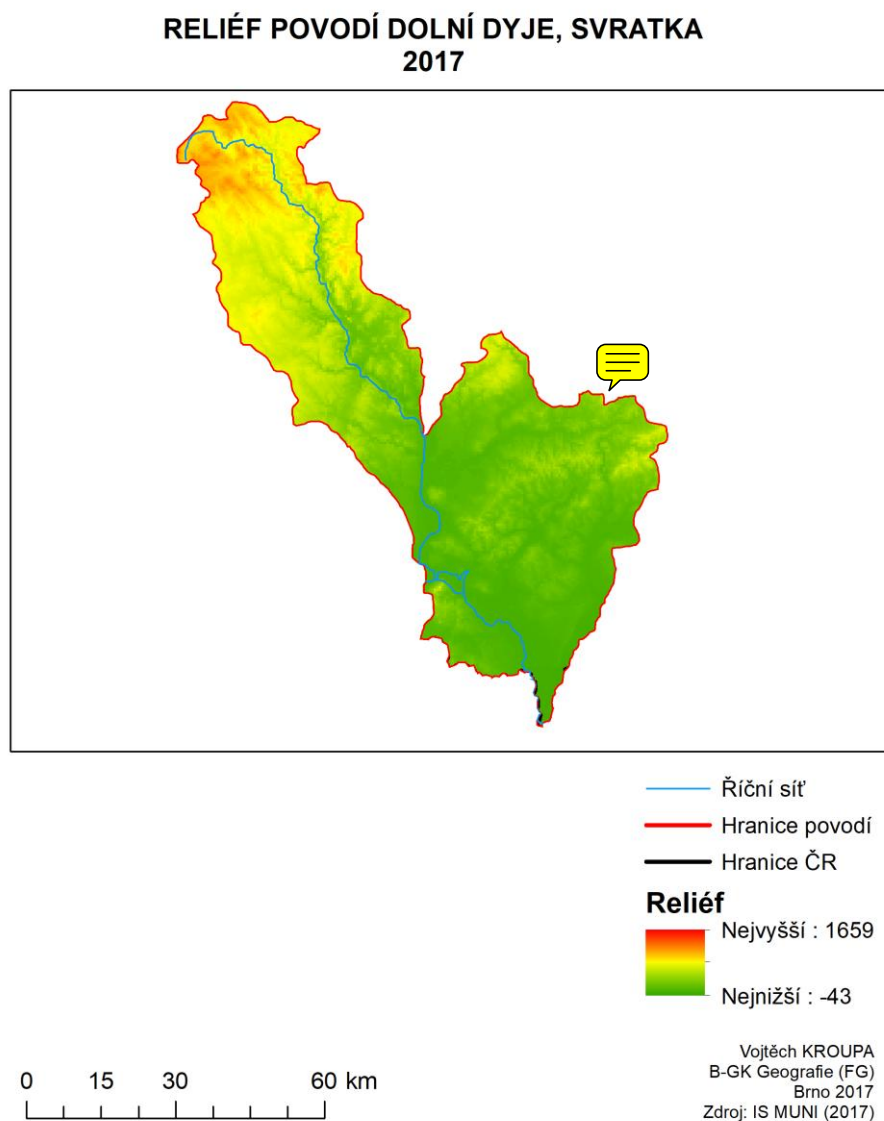 RELIÉF POVODÍ DOLNÍ DYJE, SVRATKA
2017
Říční síť
Hranice povodí
Hranice ČR
Reliéf
Nejvyšší : 1659
Nejnižší : -43
0 15 30 60 km
Vojtěch KROUPA
B-GK Geografie (FG)
Brno 2017
Zdroj: IS MUNI (2017)